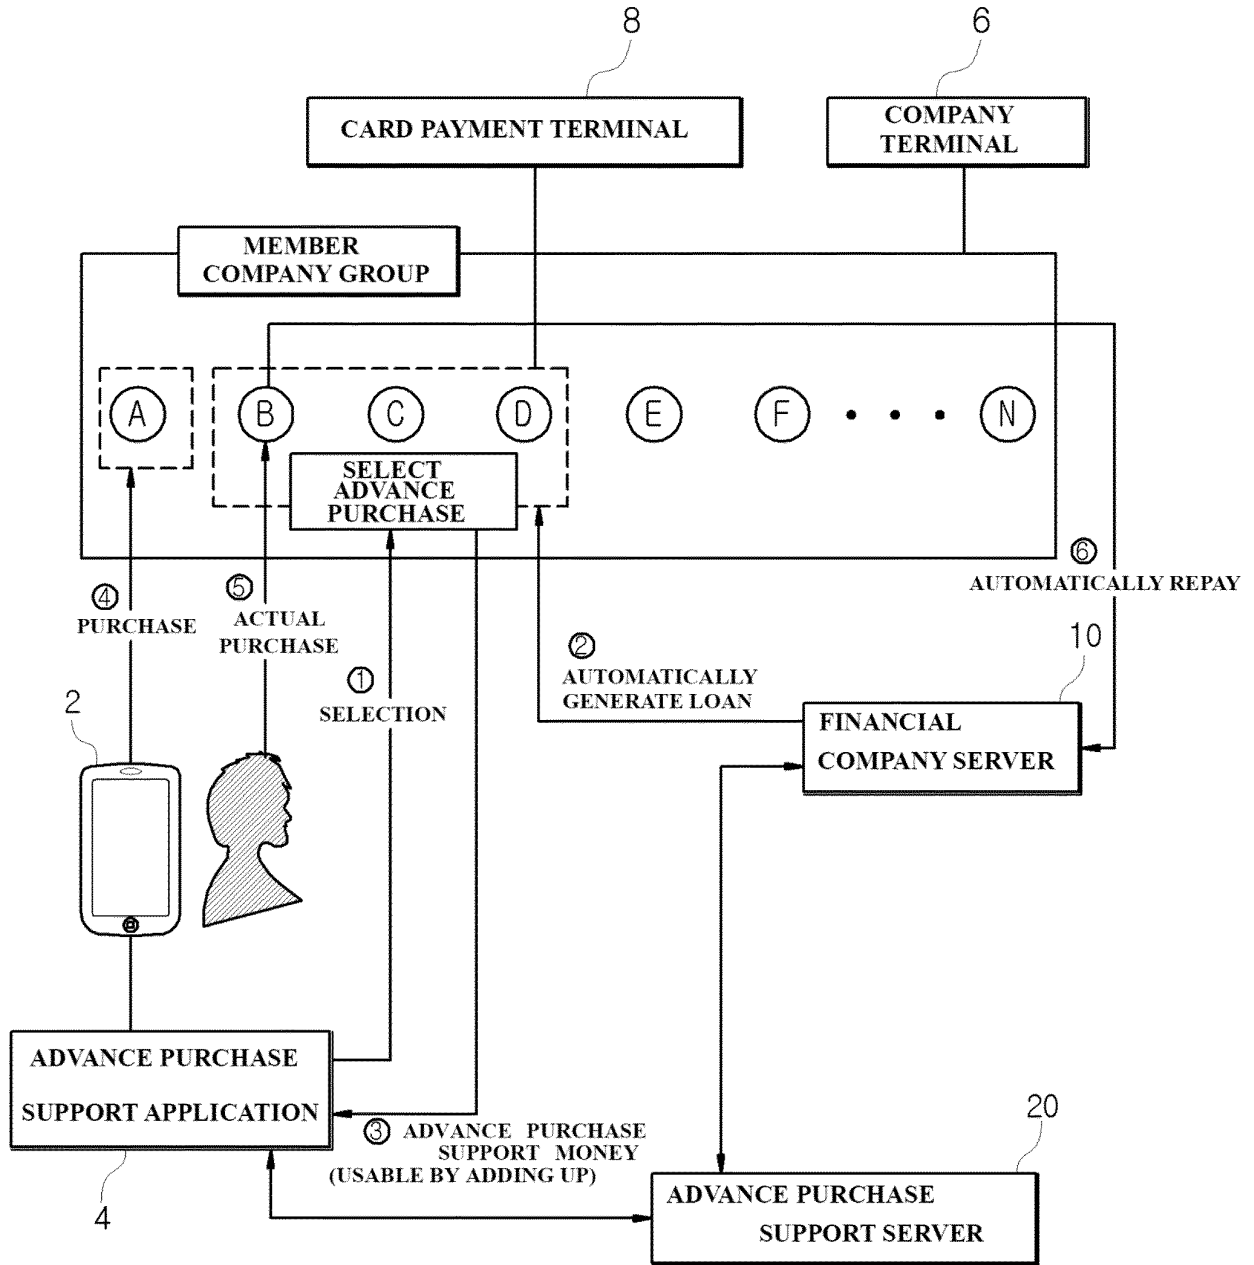 8
6
CARD PAYMENT TERMINAL
COMPANY
TERMINAL
MEMBER
COMPANY GROUP
A
B
C
D
E
F
• • •
N
SELECT
ADVANCE
PURCHASE
④
PURCHASE
⑤
ACTUAL
PURCHASE
①
SELECTION
②
AUTOMATICALLY
GENERATE LOAN
⑥
AUTOMATICALLY REPAY
10
2
FINANCIAL
COMPANY SERVER
ADVANCE PURCHASE
SUPPORT APPLICATION
③ ADVANCE PURCHASE
SUPPORT MONEY
(USABLE BY ADDING UP)
4
20
ADVANCE PURCHASE
SUPPORT SERVER